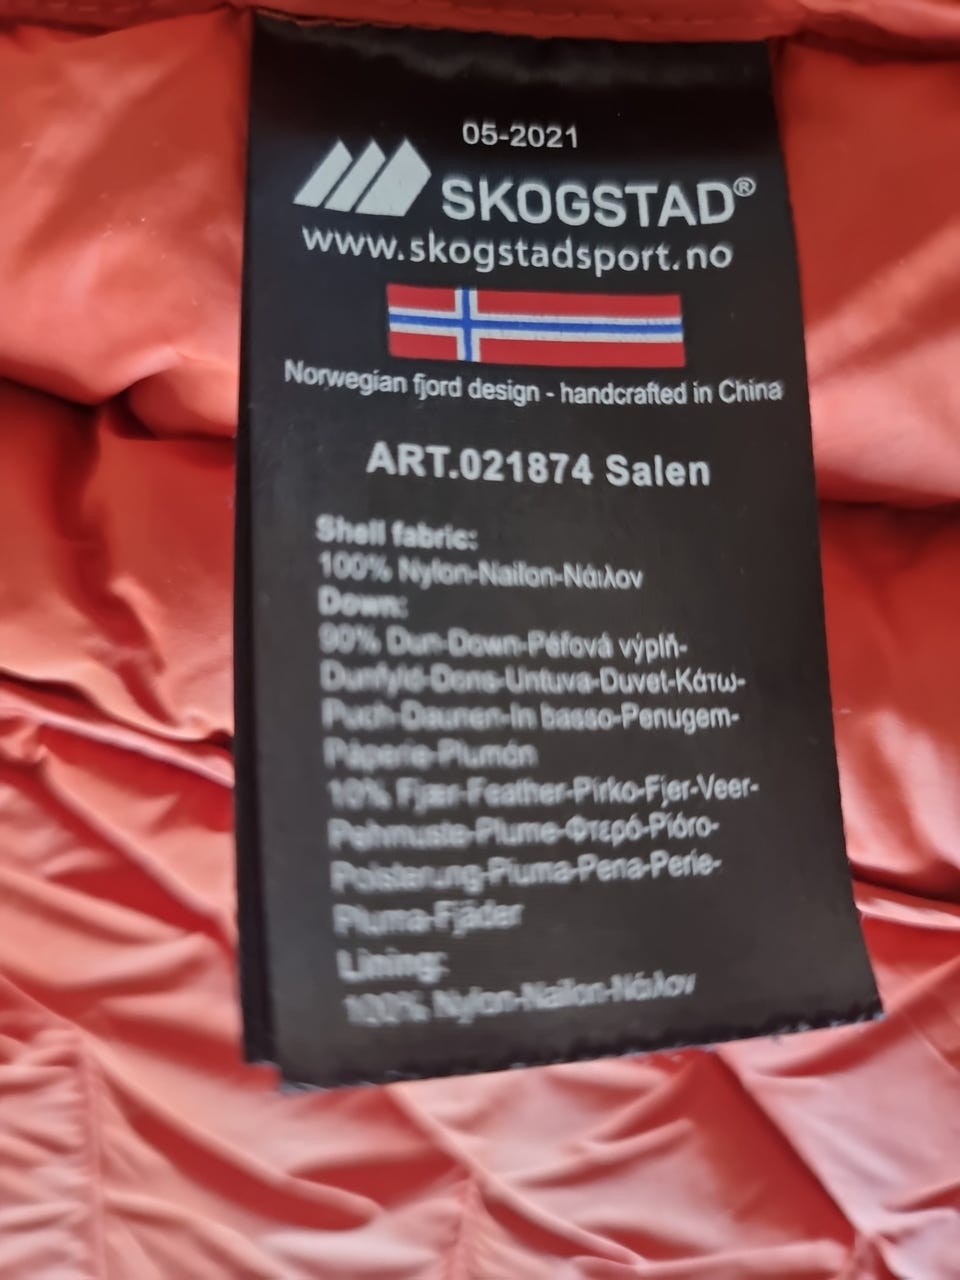 05-2021
SKOGSTAD®
www.skogstadsport.no
Norwegian fjord design - handcrafted in China
ART.021874 Salen
Shell fabric:
100% Nylon-Nailon-Νάιλον
Down:
90% Dun-Down-Péřová výplň-
Dunfyld-Dons-Untuva-Duvet-Κάτω-
Puch-Daunen-In basso-Penugem-
Páperie-Plumón
10% Fjær-Feather-Pírko-Fjer-Veer-
Pehmuste-Plume-Φτερό-Pióro-
Polsterung-Piuma-Pena-Perie-
Pluma-Fjäder
Lining:
100% Nylon-Nailon-Νάιλον